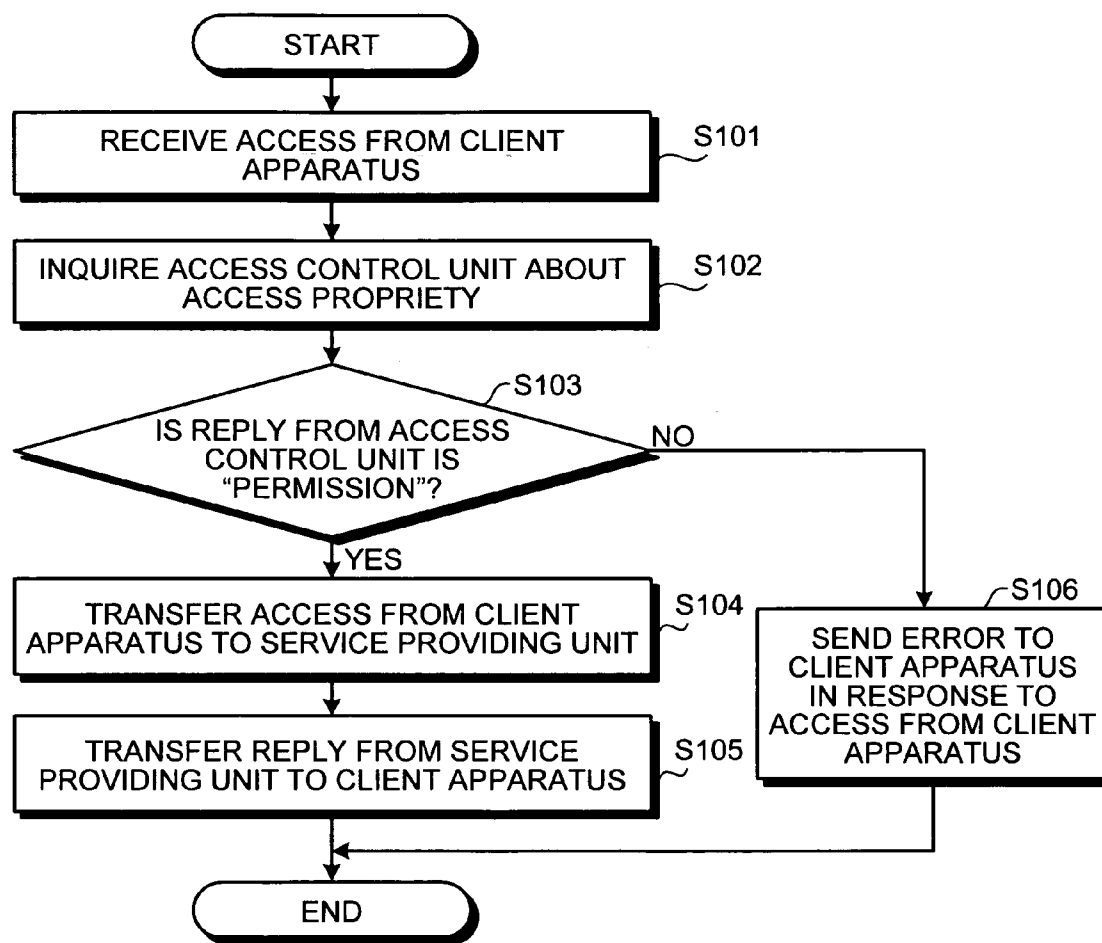 START
RECEIVE ACCESS FROM CLIENT
APPARATUS
S101
INQUIRE ACCESS CONTROL UNIT ABOUT
ACCESS PROPRIETY
S102
S103
IS REPLY FROM ACCESS
CONTROL UNIT IS
“PERMISSION”?
NO
YES
TRANSFER ACCESS FROM CLIENT
APPARATUS TO SERVICE PROVIDING UNIT
S104
TRANSFER REPLY FROM SERVICE
PROVIDING UNIT TO CLIENT APPARATUS
S105
S106
SEND ERROR TO
CLIENT APPARATUS
IN RESPONSE TO
ACCESS FROM CLIENT
APPARATUS
END